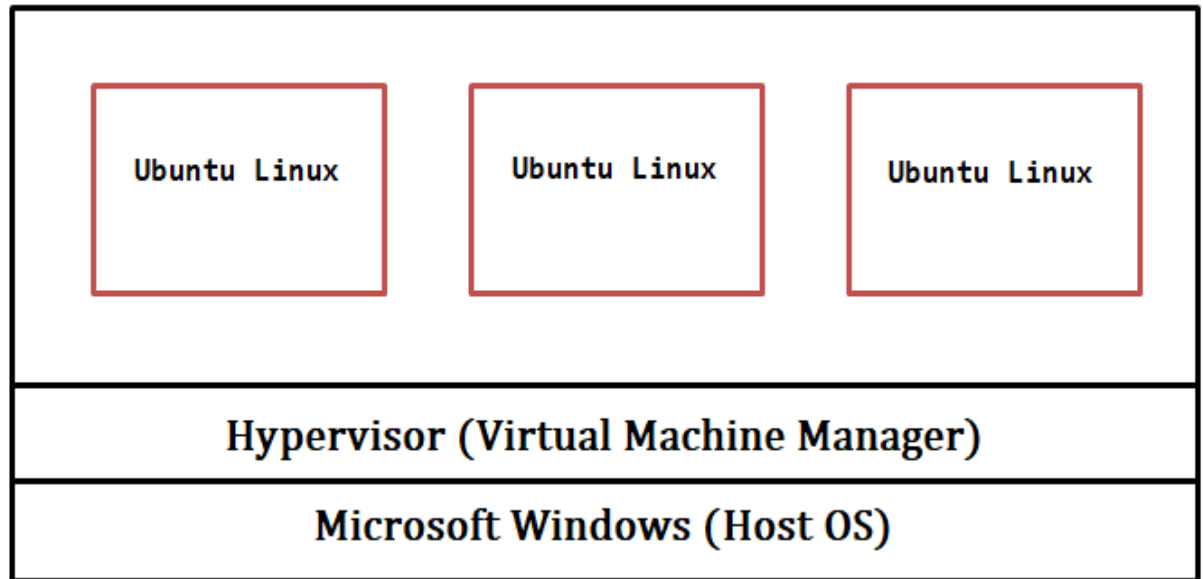 Ubuntu Linux
Ubuntu Linux
Ubuntu Linux
Hypervisor (Virtual Machine Manager)
Microsoft Windows (Host OS)